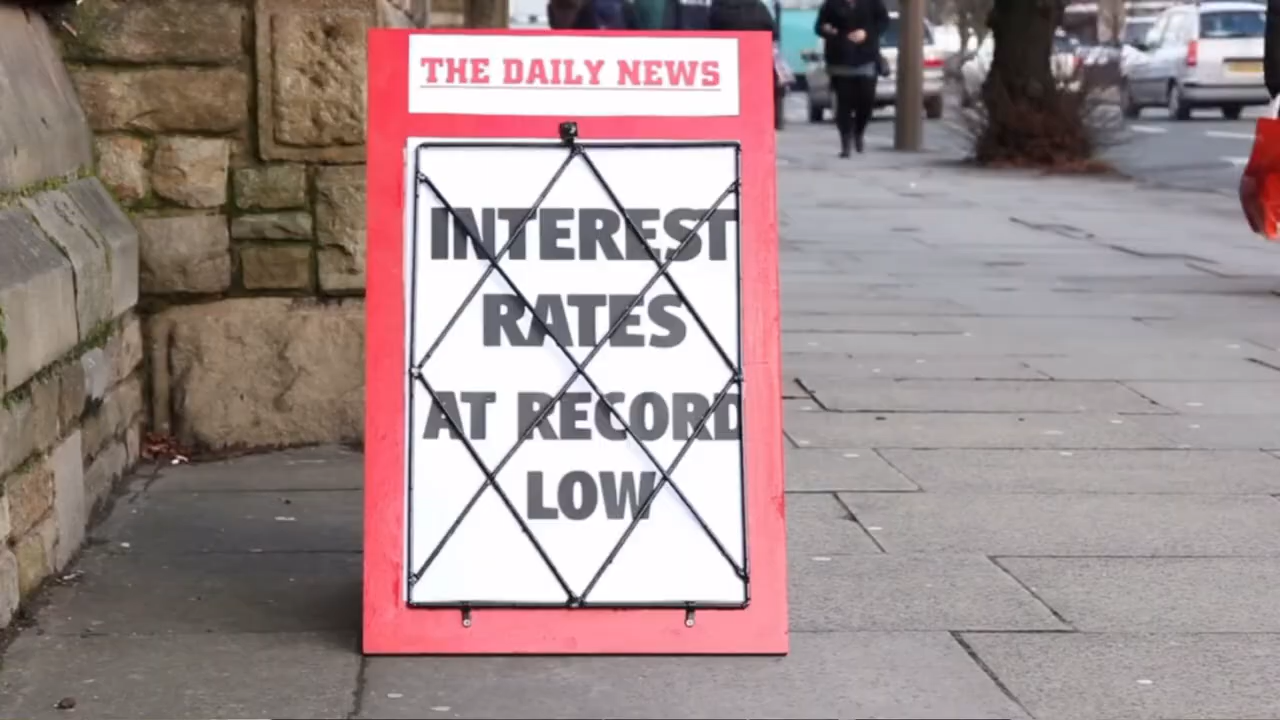 THE DAILY NEWS
INTEREST
RATES
AT RECORD
LOW